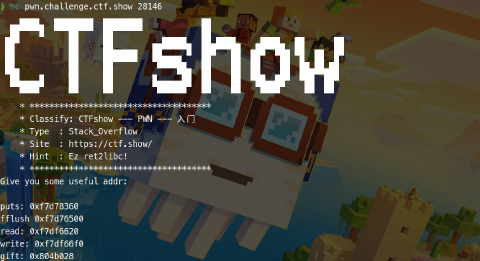 ❯ nc pwn.challenge.ctf.show 28146
CTFshow
* *************************************
* Classify: CTFshow --- PWN --- 入门
* Type  : Stack_Overflow
* Site  : https://ctf.show/
* Hint  : Ez ret2libc!
* *************************************
Give you some useful addr:
puts: 0xf7d78360
fflush 0xf7d76500
read: 0xf7df6620
write: 0xf7df66f0
gift: 0x804b028